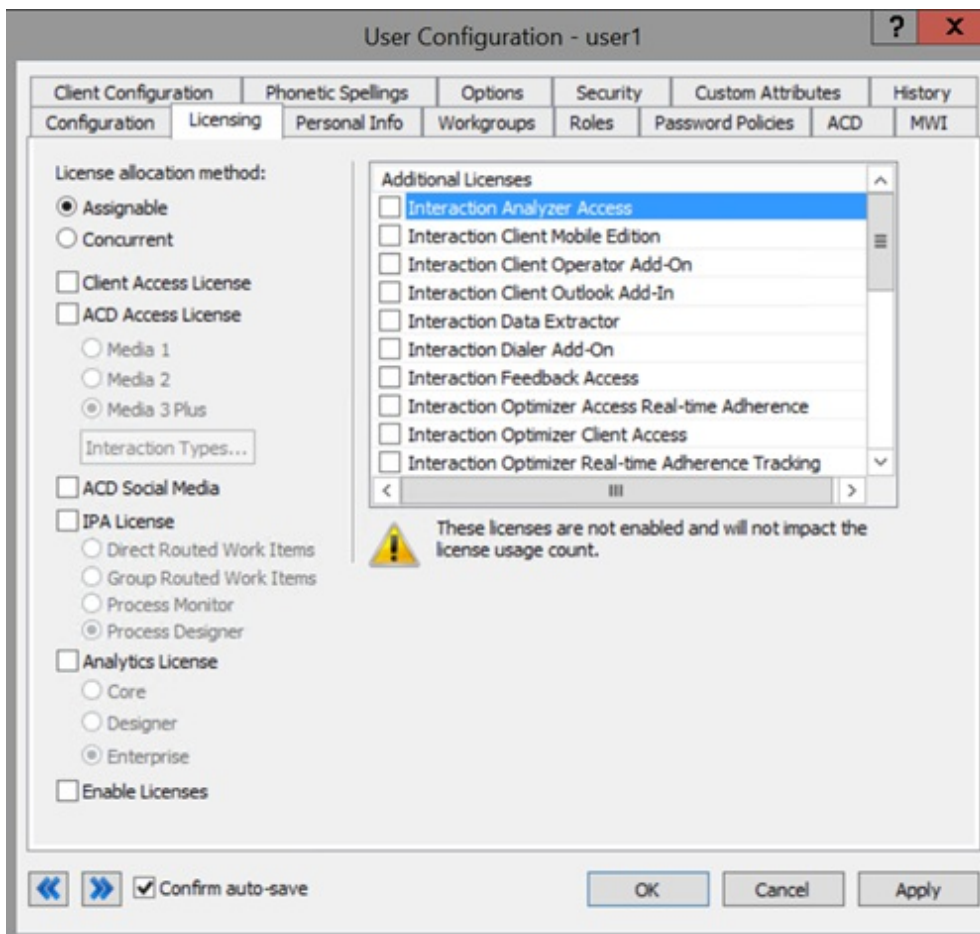 User Configuration - user1
? X
Client Configuration Phonetic Spellings Options Security Custom Attributes History
Configuration Licensing Personal Info Workgroups Roles Password Policies ACD MWI
License allocation method:
Assignable
Concurrent
Client Access License
ACD Access License
Media 1
Media 2
Media 3 Plus
Interaction Types...
ACD Social Media
IPA License
Direct Routed Work Items
Group Routed Work Items
Process Monitor
Process Designer
Analytics License
Core
Designer
Enterprise
Enable Licenses
Additional Licenses
Interaction Analyzer Access
Interaction Client Mobile Edition
Interaction Client Operator Add-On
Interaction Client Outlook Add-In
Interaction Data Extractor
Interaction Dialer Add-On
Interaction Feedback Access
Interaction Optimizer Access Real-time Adherence
Interaction Optimizer Client Access
Interaction Optimizer Real-time Adherence Tracking
These licenses are not enabled and will not impact the
license usage count.
Confirm auto-save
OK Cancel Apply